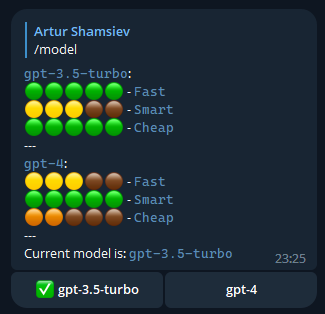 Artur Shamsiev
/model
gpt-3.5-turbo:
🟢🟢🟢🟢🟢 - Fast
🟡🟡🟡🟤🟤 - Smart
🟢🟢🟢🟢🟢 - Cheap
---
gpt-4:
🟡🟡🟡🟤🟤 - Fast
🟢🟢🟢🟢🟢 - Smart
🟠🟠🟤🟤🟤 - Cheap
---
Current model is: gpt-3.5-turbo
23:25
✅ gpt-3.5-turbo
gpt-4